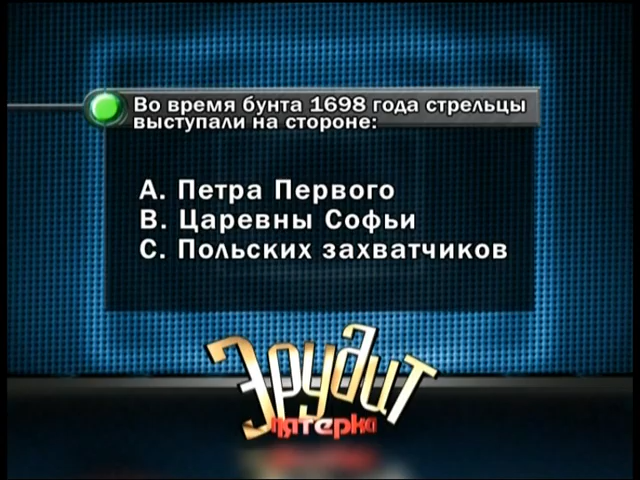 Во время бунта 1698 года стрельцы
выступали на стороне:
А. Петра Первого
В. Царевны Софьи
С. Польских захватчиков
Эрудит
пятерка